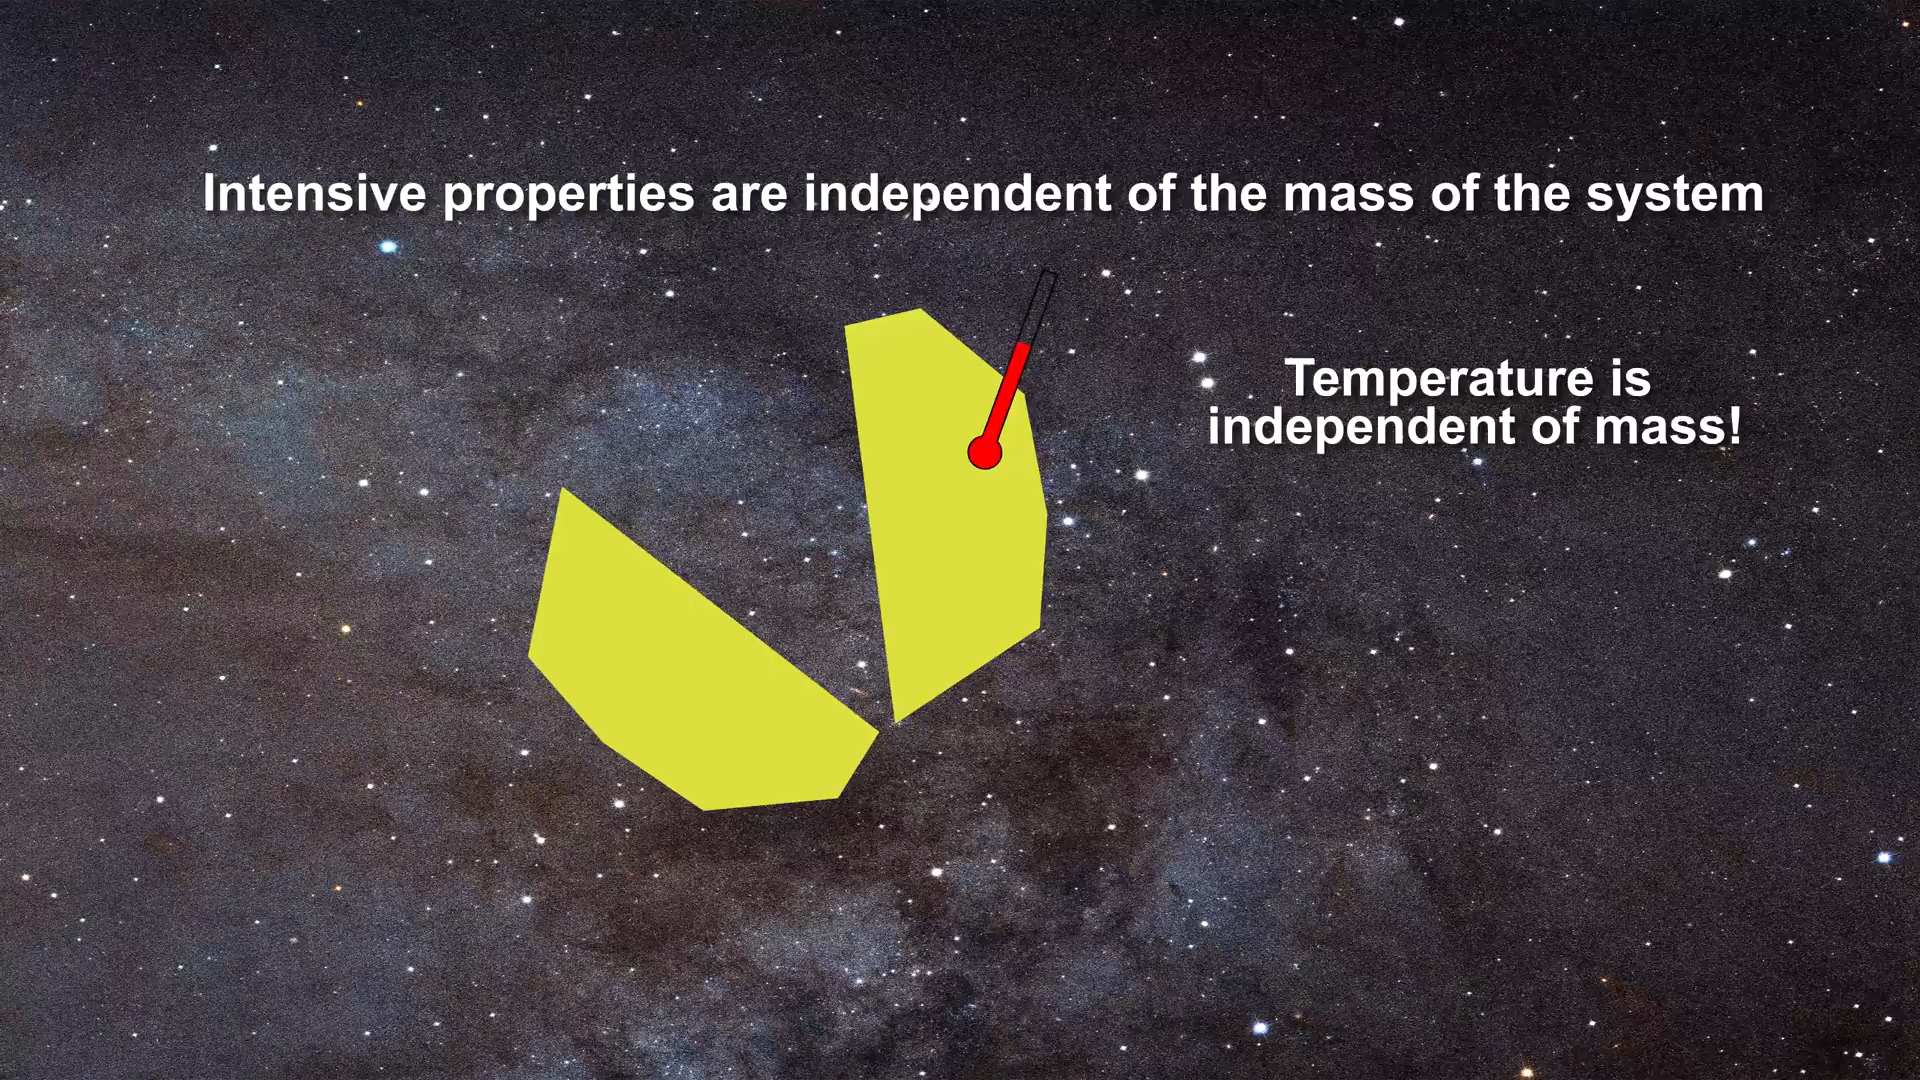 Intensive properties are independent of the mass of the system
Temperature is
independent of mass!